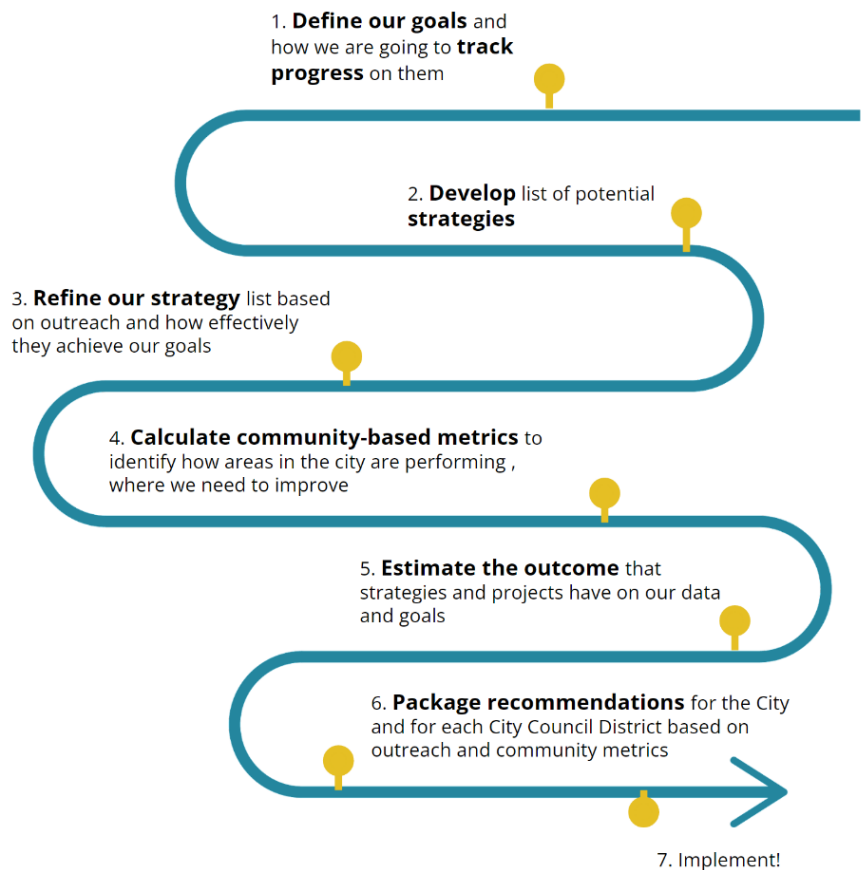 1. Define our goals and
how we are going to track
progress on them
2. Develop list of potential
strategies
3. Refine our strategy list based
on outreach and how effectively
they achieve our goals
4. Calculate community-based metrics to
identify how areas in the city are performing ,
where we need to improve
5. Estimate the outcome that
strategies and projects have on our data
and goals
6. Package recommendations for the City
and for each City Council District based on
outreach and community metrics
7. Implement!